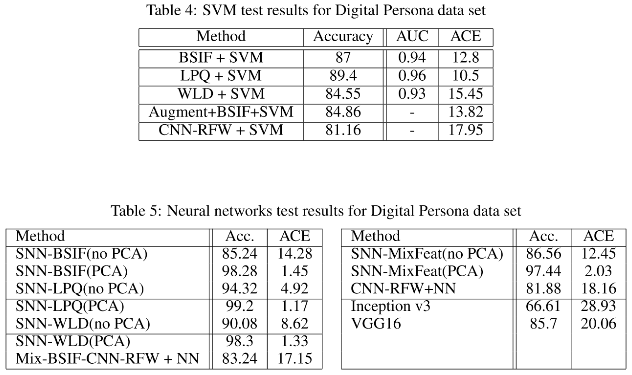 Table 4: SVM test results for Digital Persona data set
Method Accuracy AUC ACE
BSIF + SVM 87 0.94 12.8
LPQ + SVM 89.4 0.96 10.5
WLD + SVM 84.55 0.93 15.45
Augment+BSIF+SVM 84.86 - 13.82
CNN-RFW + SVM 81.16 - 17.95
Table 5: Neural networks test results for Digital Persona data set
Method Acc. ACE
SNN-BSIF(no PCA) 85.24 14.28
SNN-BSIF(PCA) 98.28 1.45
SNN-LPQ(no PCA) 94.32 4.92
SNN-LPQ(PCA) 99.2 1.17
SNN-WLD(no PCA) 90.08 8.62
SNN-WLD(PCA) 98.3 1.33
Mix-BSIF-CNN-RFW + NN 83.24 17.15
Method Acc. ACE
SNN-MixFeat(no PCA) 86.56 12.45
SNN-MixFeat(PCA) 97.44 2.03
CNN-RFW+NN 81.88 18.16
Inception v3 66.61 28.93
VGG16 85.7 20.06